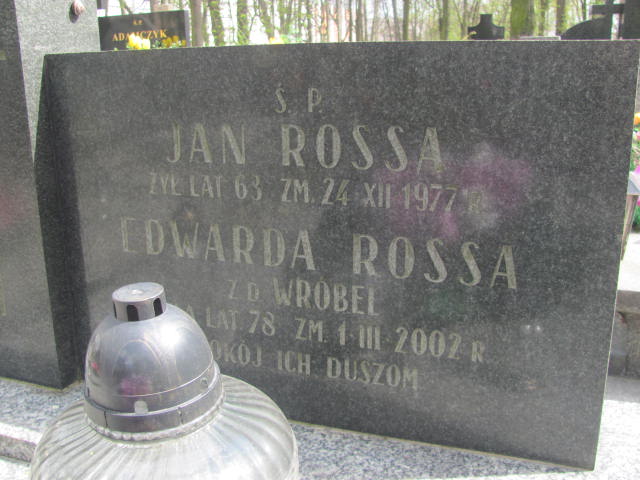 Ś. P.
ADAMCZYK
Ś. P.
JAN ROSSA
ŻYŁ LAT 63 ZM. 24 XII 1977 R
EDWARDA ROSSA
Z D. WRÓBEL
LAT 78 ZM. 1 III 2002 R
POKÓJ ICH DUSZOM